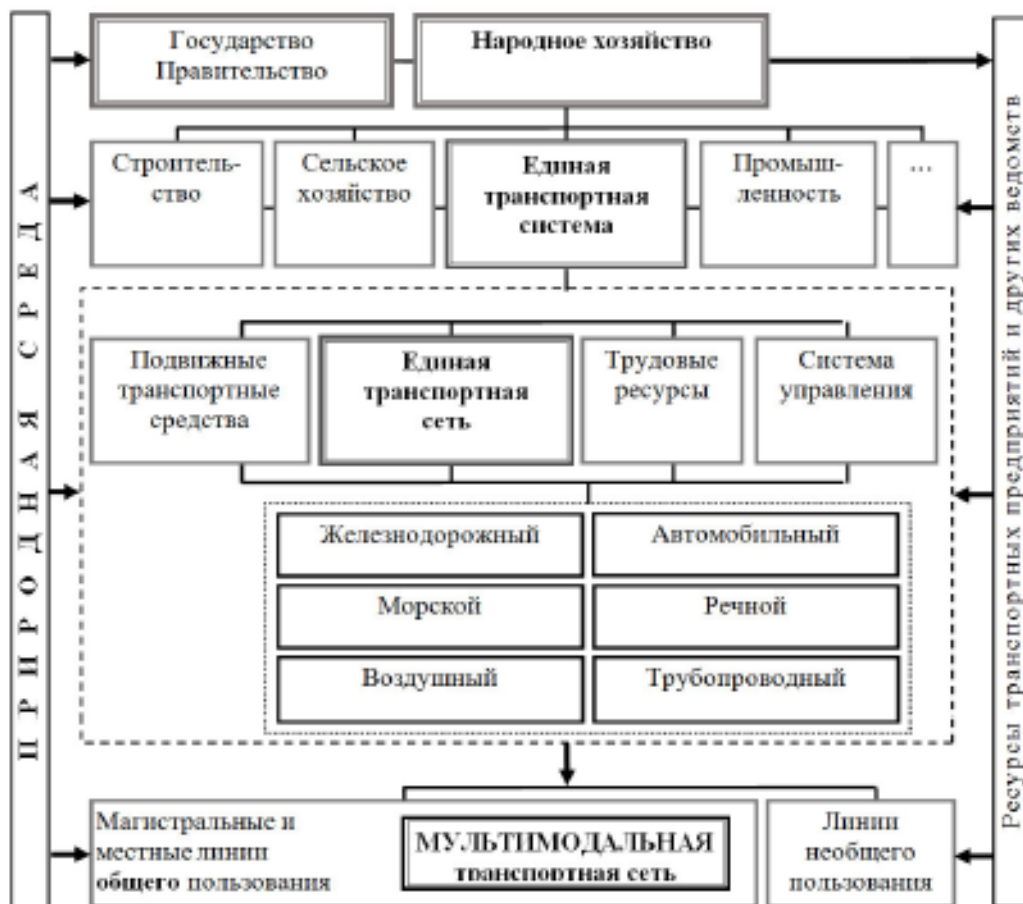 ПРИРОДНАЯ СРЕДА
Государство
Правительство
Народное хозяйство
Строитель-
ство
Сельское
хозяйство
Единая
транспортная
система
Промыш-
ленность
...
Подвижные
транспортные
средства
Единая
транспортная
сеть
Трудовые
ресурсы
Система
управления
Железнодорожный
Автомобильный
Морской
Речной
Воздушный
Трубопроводный
Магистральные и
местные линии
общего пользования
МУЛЬТИМОДАЛЬНАЯ
транспортная сеть
Линии
необщего
пользования
Ресурсы транспортных предприятий и других ведомств